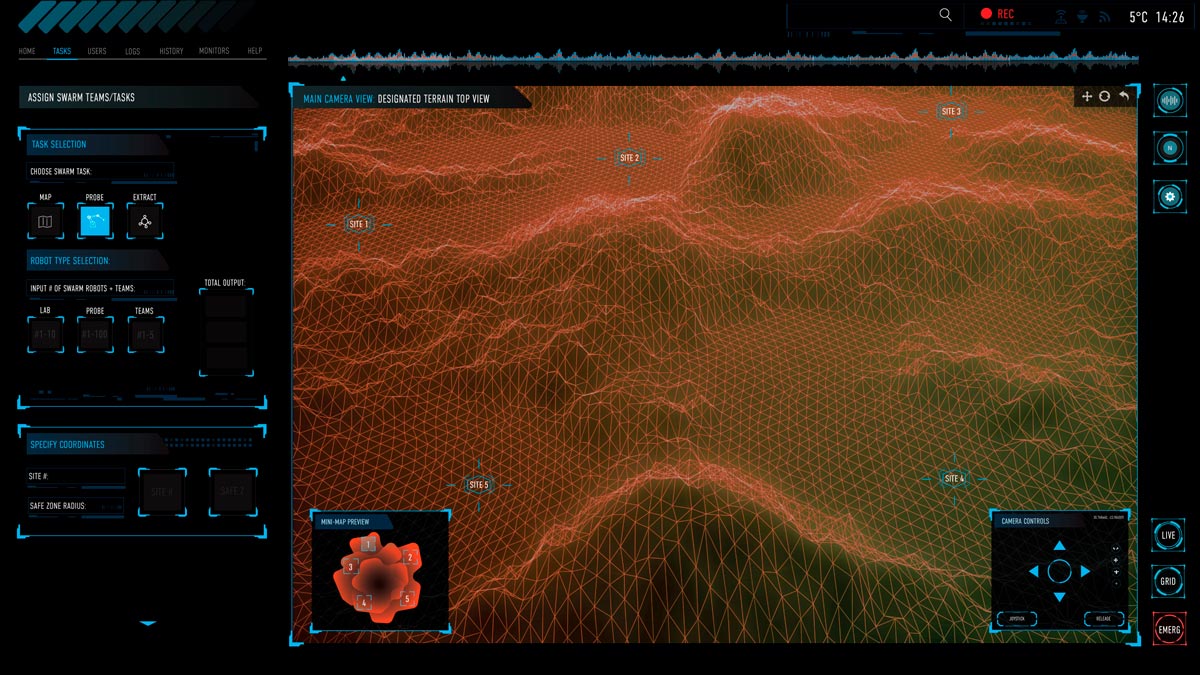 REC
5°C 14:26
HOME TASKS USERS LOGS HISTORY MONITORS HELP
ASSIGN SWARM TEAMS/TASKS
TASK SELECTION
CHOOSE SWARM TASK:
MAP PROBE EXTRACT
ROBOT TYPE SELECTION:
INPUT # OF SWARM ROBOTS + TEAMS:
LAB PROBE TEAMS
#1-10 #1-100 #1-5
TOTAL OUTPUT:
SPECIFY COORDINATES
SITE #:
SITE #
SAFE Z
SAFE ZONE RADIUS:
MAIN CAMERA VIEW: DESIGNATED TERRAIN TOP VIEW
SITE 3
SITE 2
SITE 1
SITE 5
SITE 4
MINI-MAP PREVIEW
1
2
3
4
5
CAMERA CONTROLS
JOYSTICK
RELEASE
N
LIVE
GRID
EMERG